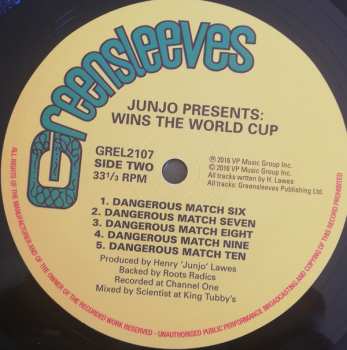 Greensleeves
JUNJO PRESENTS:
WINS THE WORLD CUP
GREL2107
SIDE TWO
33⅓ RPM
℗ 2016 VP Music Group Inc.
© 2016 VP Music Group Inc.
All tracks written by H. Lawes
All tracks: Greensleeves Publishing Ltd.
1. DANGEROUS MATCH SIX
2. DANGEROUS MATCH SEVEN
3. DANGEROUS MATCH EIGHT
4. DANGEROUS MATCH NINE
5. DANGEROUS MATCH TEN
Produced by Henry 'Junjo' Lawes
Backed by Roots Radics
Recorded at Channel One
Mixed by Scientist at King Tubby's
ALL RIGHTS OF THE MANUFACTURER AND OF THE OWNER OF THE RECORDED WORK RESERVED - UNAUTHORISED PUBLIC PERFORMANCE BROADCASTING AND COPYING OF THIS RECORD PROHIBITED